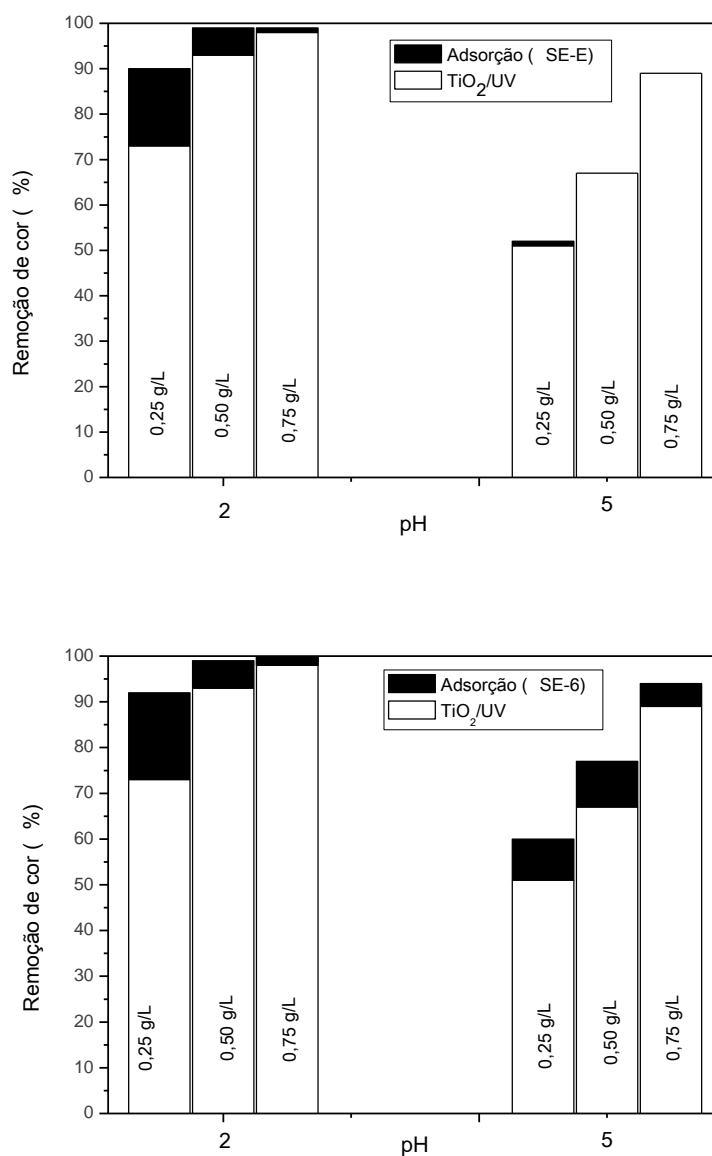 100
90
80
70
60
50
40
30
20
10
0
Remoção de cor ( %)
Adsorção ( SE-E)
TiO2/UV
0,25 g/L
0,50 g/L
0,75 g/L
0,25 g/L
0,50 g/L
0,75 g/L
2
5
pH
100
90
80
70
60
50
40
30
20
10
0
Remoção de cor ( %)
Adsorção ( SE-6)
TiO2/UV
0,25 g/L
0,50 g/L
0,75 g/L
0,25 g/L
0,50 g/L
0,75 g/L
2
5
pH